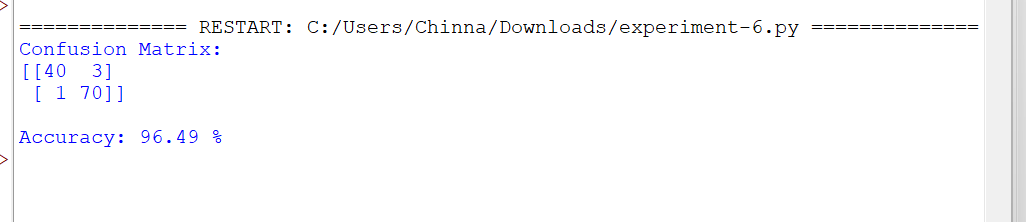 ============== RESTART: C:/Users/Chinna/Downloads/experiment-6.py ==============
Confusion Matrix:
[[40  3]
 [ 1 70]]
Accuracy: 96.49 %